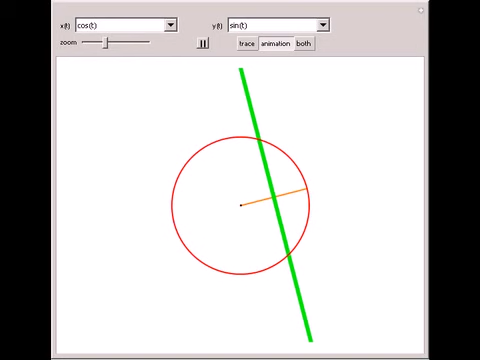 x(t) cos(t) y(t) sin(t)
zoom trace animation both